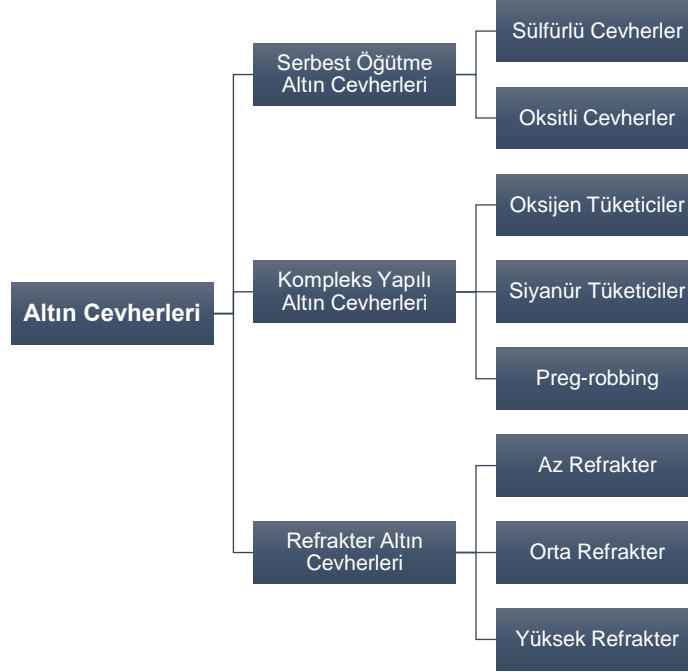 Altın Cevherleri
Serbest Öğütme
Altın Cevherleri
Sülfürlü Cevherler
Oksitli Cevherler
Kompleks Yapılı
Altın Cevherleri
Oksijen Tüketiciler
Siyanür Tüketiciler
Preg-robbing
Refrakter Altın
Cevherleri
Az Refrakter
Orta Refrakter
Yüksek Refrakter